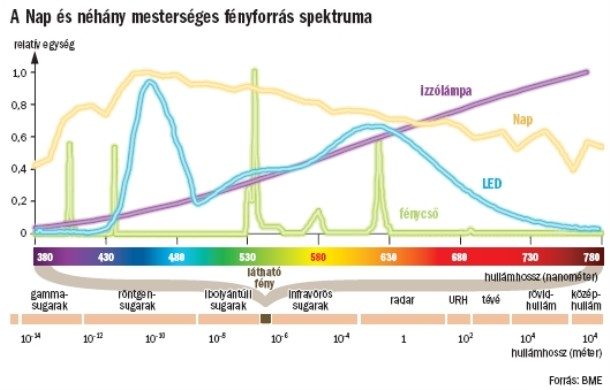 A Nap és néhány mesterséges fényforrás spektruma
relatív egység
1,0
0,8
0,6
0,4
0,2
0
izzólámpa
Nap
LED
fénycső
380 430 480 530 580 630 680 730 780
látható
fény
hullámhossz (nanométer)
gamma-
sugarak
röntgen-
sugarak
ibolyántúli
sugarak
infravörös
sugarak
radar
URH
tévé
rövid-
hullám
közép-
hullám
10⁻¹⁴ 10⁻¹² 10⁻¹⁰ 10⁻⁸ 10⁻⁶ 10⁻⁴ 1 10² 10⁴ 10⁴
hullámhossz (méter)
Forrás: BME